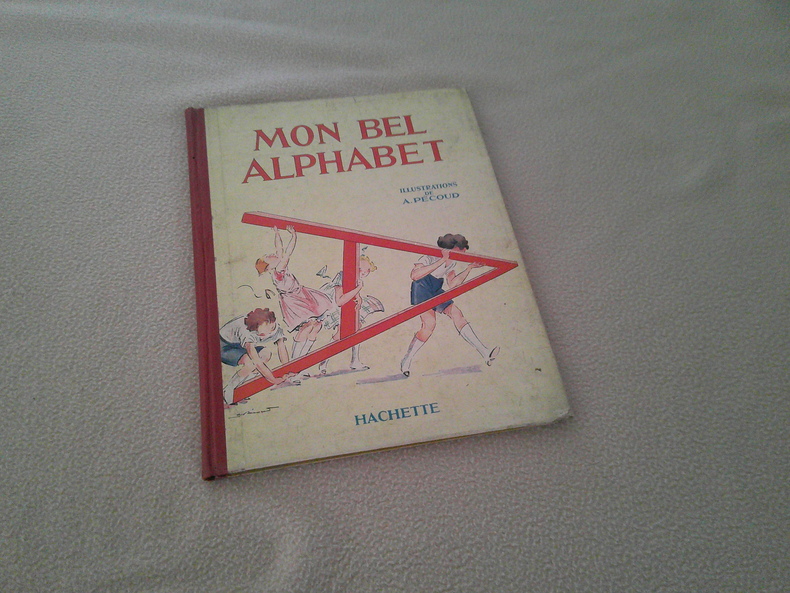 MON BEL
ALPHABET
ILLUSTRATIONS
DE
A. PÉCOUD
HACHETTE